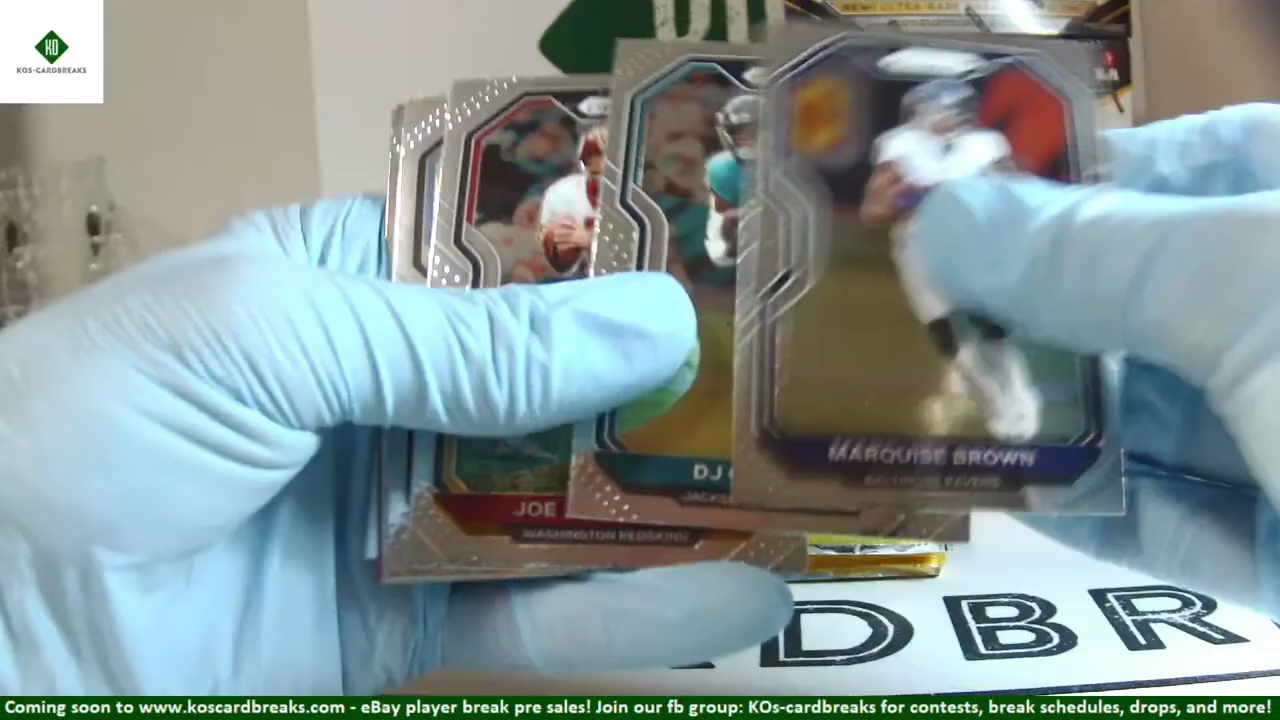 KO
KOS-CARDBREAKS
MARQUISE BROWN
BALTIMORE RAVENS
DJ
JACKS
JOE
WASHINGTON REDSKINS
DBR
Coming soon to www.koscardbreaks.com - eBay player break pre sales! Join our fb group: KOs-cardbreaks for contests, break schedules, drops, and more!